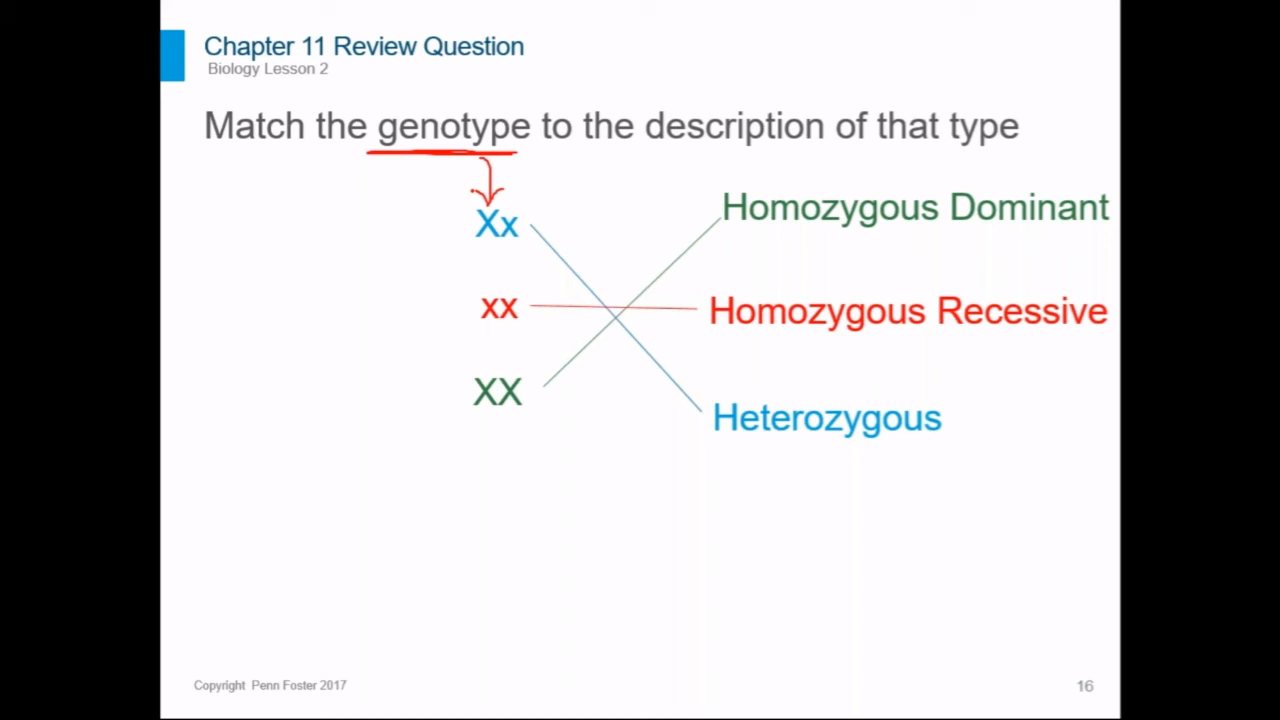 Chapter 11 Review Question
Biology Lesson 2
Match the genotype to the description of that type
Xx
xx
XX
Homozygous Dominant
Homozygous Recessive
Heterozygous
Copyright Penn Foster 2017
16